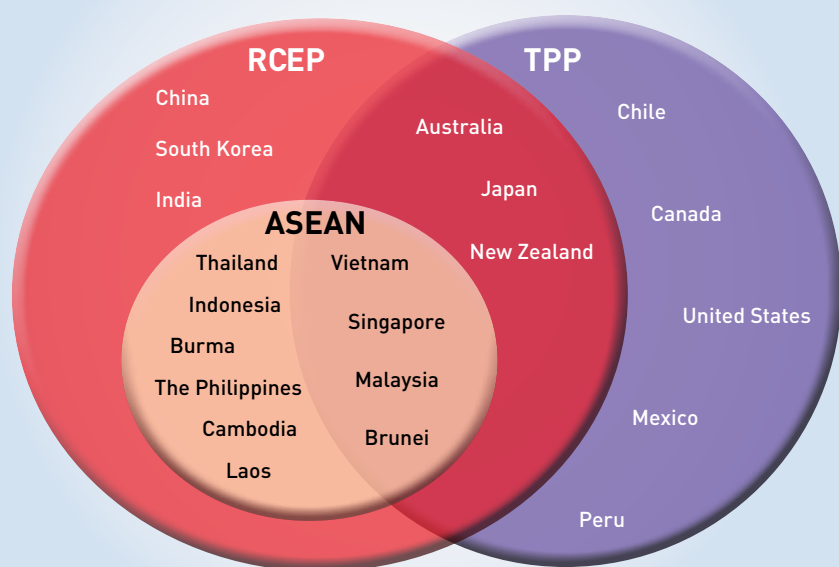 RCEP
TPP
China
South Korea
India
Australia
Japan
New Zealand
Chile
Canada
United States
Mexico
Peru
ASEAN
Thailand
Indonesia
Burma
The Philippines
Cambodia
Laos
Vietnam
Singapore
Malaysia
Brunei